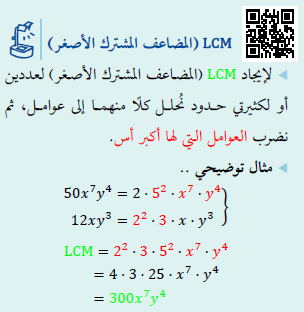 LCM (المضاعف المشترك الأصغر)
لإيجاد LCM (المضاعف المشترك الأصغر) لعددين
أو لكثيرتي حدود نُحلل كلًا منهما إلى عوامل، ثم
نضرب العوامل التي لها أكبر أس.
مثال توضيحي ..
50x⁷y⁴ = 2 · 5² · x⁷ · y⁴
12xy³ = 2² · 3 · x · y³
LCM = 2² · 3 · 5² · x⁷ · y⁴
= 4 · 3 · 25 · x⁷ · y⁴
= 300x⁷y⁴